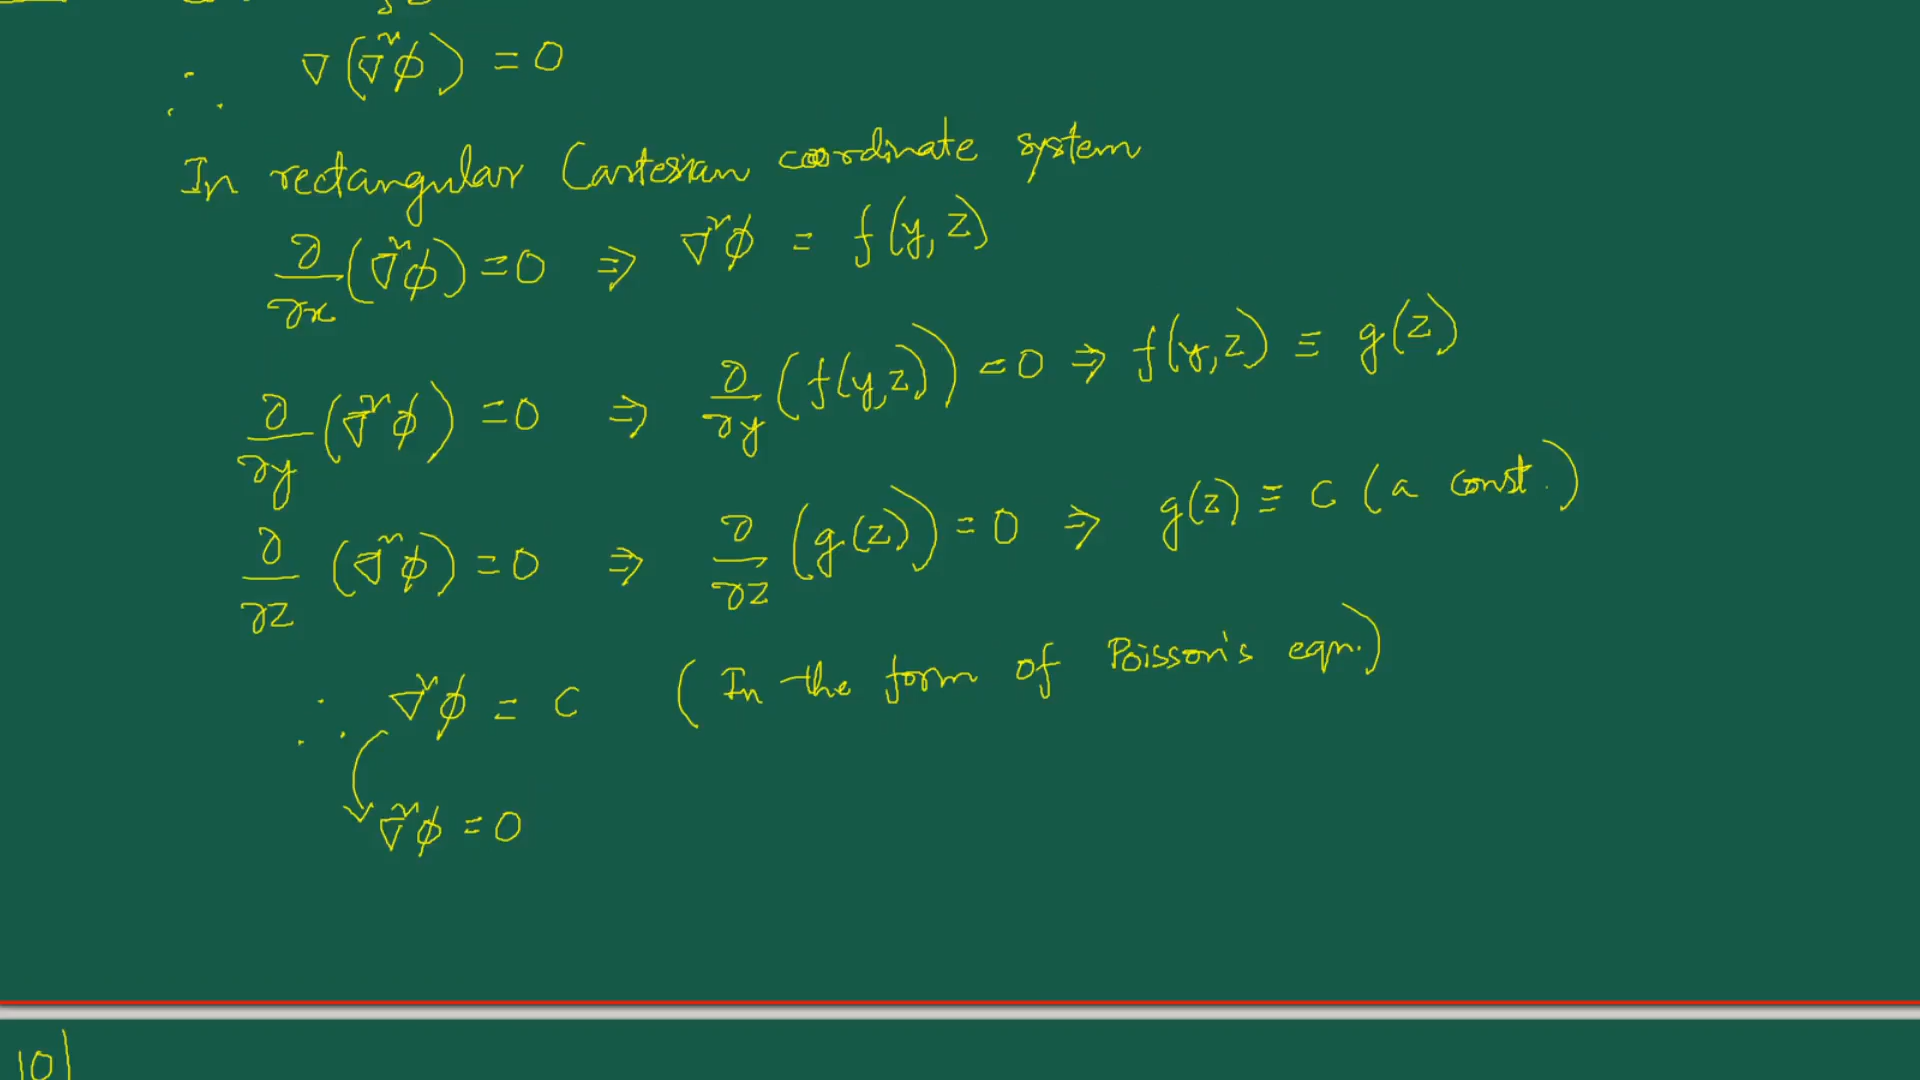 ∴ ∇(∇²φ) = 0
In rectangular Cartesian coordinate system
∂/∂x (∇²φ) = 0 ⇒ ∇²φ = f(y, z)
∂/∂y (∇²φ) = 0 ⇒ ∂/∂y (f(y,z)) = 0 ⇒ f(y,z) ≡ g(z)
∂/∂z (∇²φ) = 0 ⇒ ∂/∂z (g(z)) = 0 ⇒ g(z) ≡ c (a const.)
∴ ∇²φ = c (In the form of Poisson's eqn.)
∇²φ = 0
10)